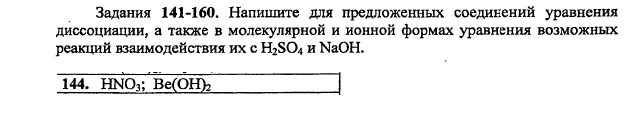 Задания 141-160. Напишите для предложенных соединений уравнения
диссоциации, а также в молекулярной и ионной формах уравнения возможных
реакций взаимодействия их с H₂SO₄ и NaOH.
144. HNO₃; Be(OH)₂